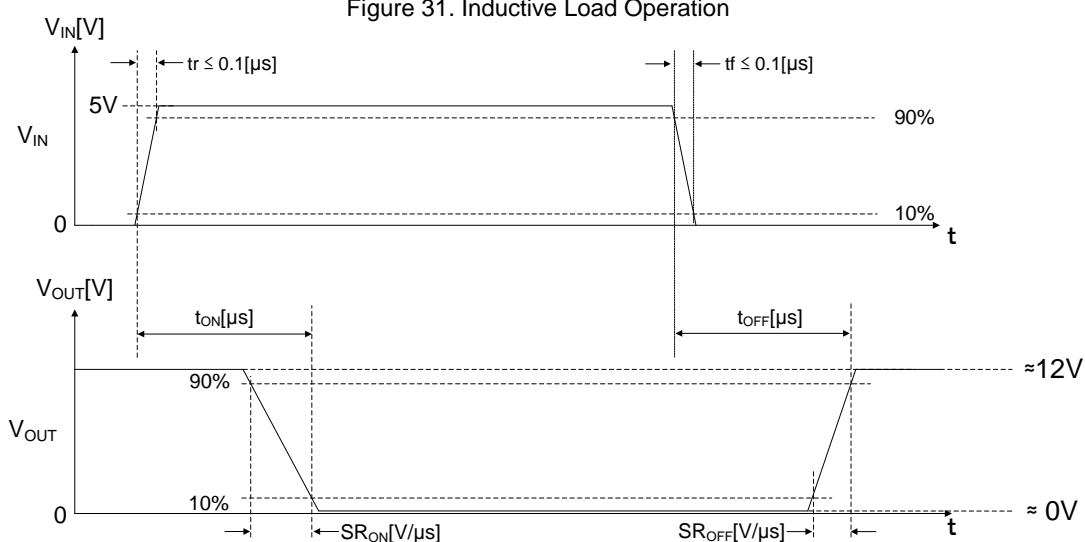 Figure 31. Inductive Load Operation
VIN[V]
tr ≤ 0.1[µs]
tf ≤ 0.1[µs]
5V
90%
VIN
10%
0
t
VOUT[V]
tON[µs]
tOFF[µs]
≈12V
90%
VOUT
10%
0
≈ 0V
t
SRON[V/µs]
SROFF[V/µs]